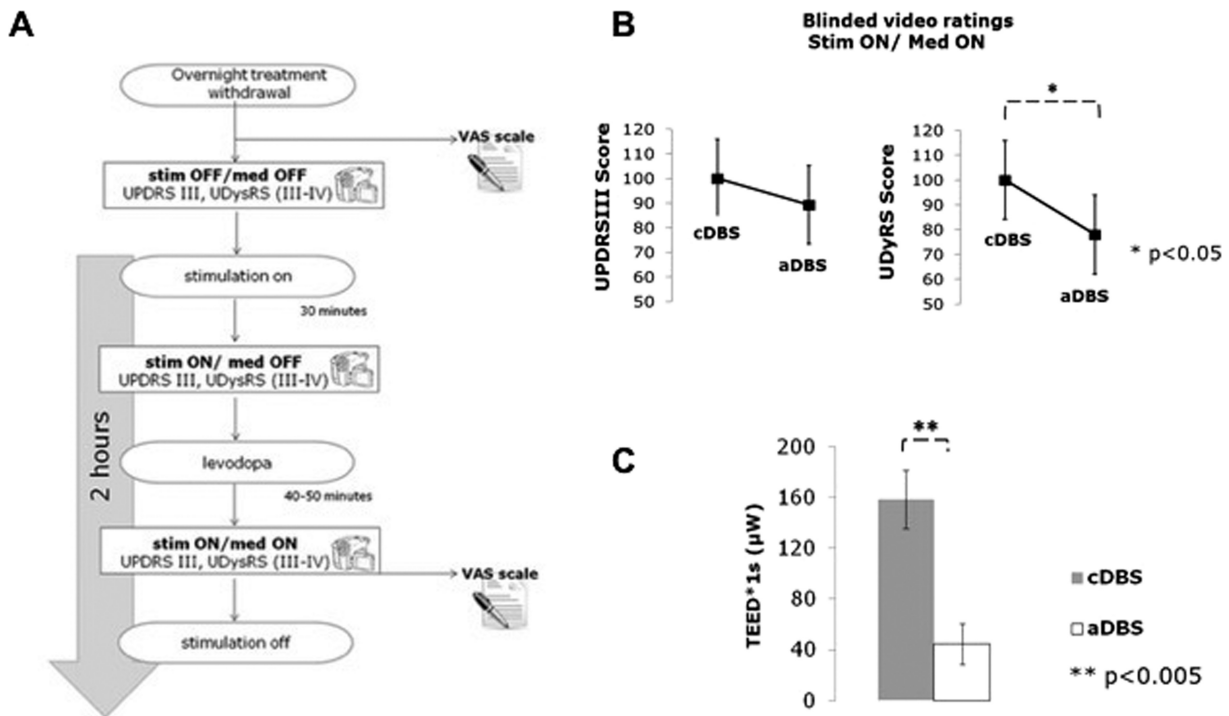 A
Overnight treatment
withdrawal
VAS scale
stim OFF/med OFF
UPDRS III, UDysRS (III-IV)
stimulation on
30 minutes
stim ON/ med OFF
UPDRS III, UDysRS (III-IV)
levodopa
40-50 minutes
stim ON/med ON
UPDRS III, UDysRS (III-IV)
VAS scale
stimulation off
2 hours
B
Blinded video ratings
Stim ON/ Med ON
UPDRSIII Score
120
110
100
90
80
70
60
50
cDBS
aDBS
*
UDyRS Score
120
110
100
90
80
70
60
50
cDBS
aDBS
* p<0.05
C
**
TEED*1s (µW)
200
160
120
80
40
0
cDBS
aDBS
** p<0.005